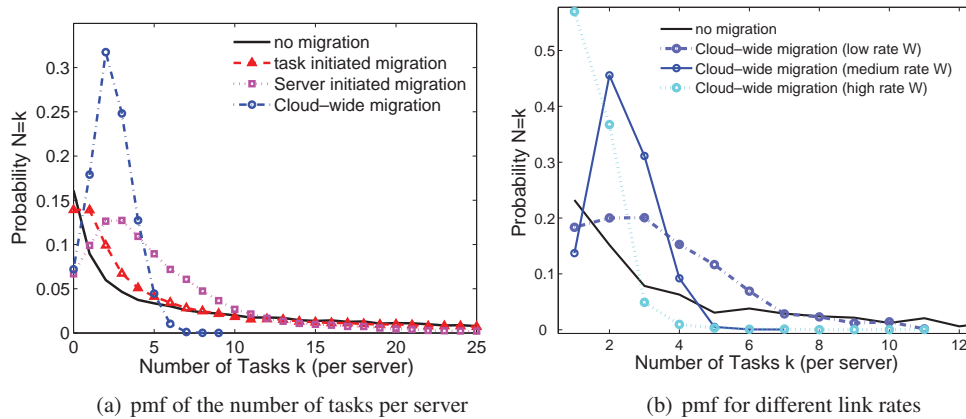 no migration
task initiated migration
Server initiated migration
Cloud–wide migration
0.3
0.25
0.2
0.15
0.1
0.05
0
0 5 10 15 20 25
Probability N=k
Number of Tasks k (per server)
(a) pmf of the number of tasks per server
no migration
Cloud–wide migration (low rate W)
Cloud–wide migration (medium rate W)
Cloud–wide migration (high rate W)
0.5
0.4
0.3
0.2
0.1
0
2 4 6 8 10 12
Probability N=k
Number of Tasks k (per server)
(b) pmf for different link rates